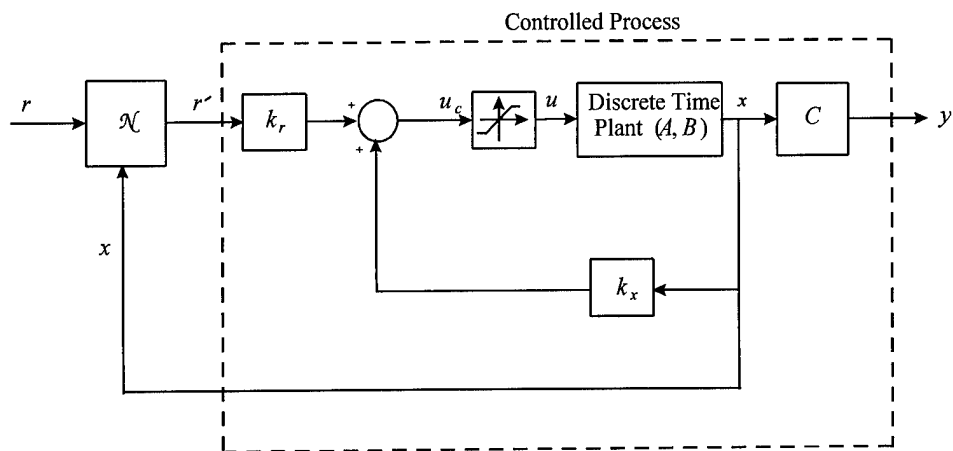 Controlled Process
r
𝒩
r´
k_r
+
+
u_c
u
Discrete Time
Plant (A, B)
x
C
y
x
k_x